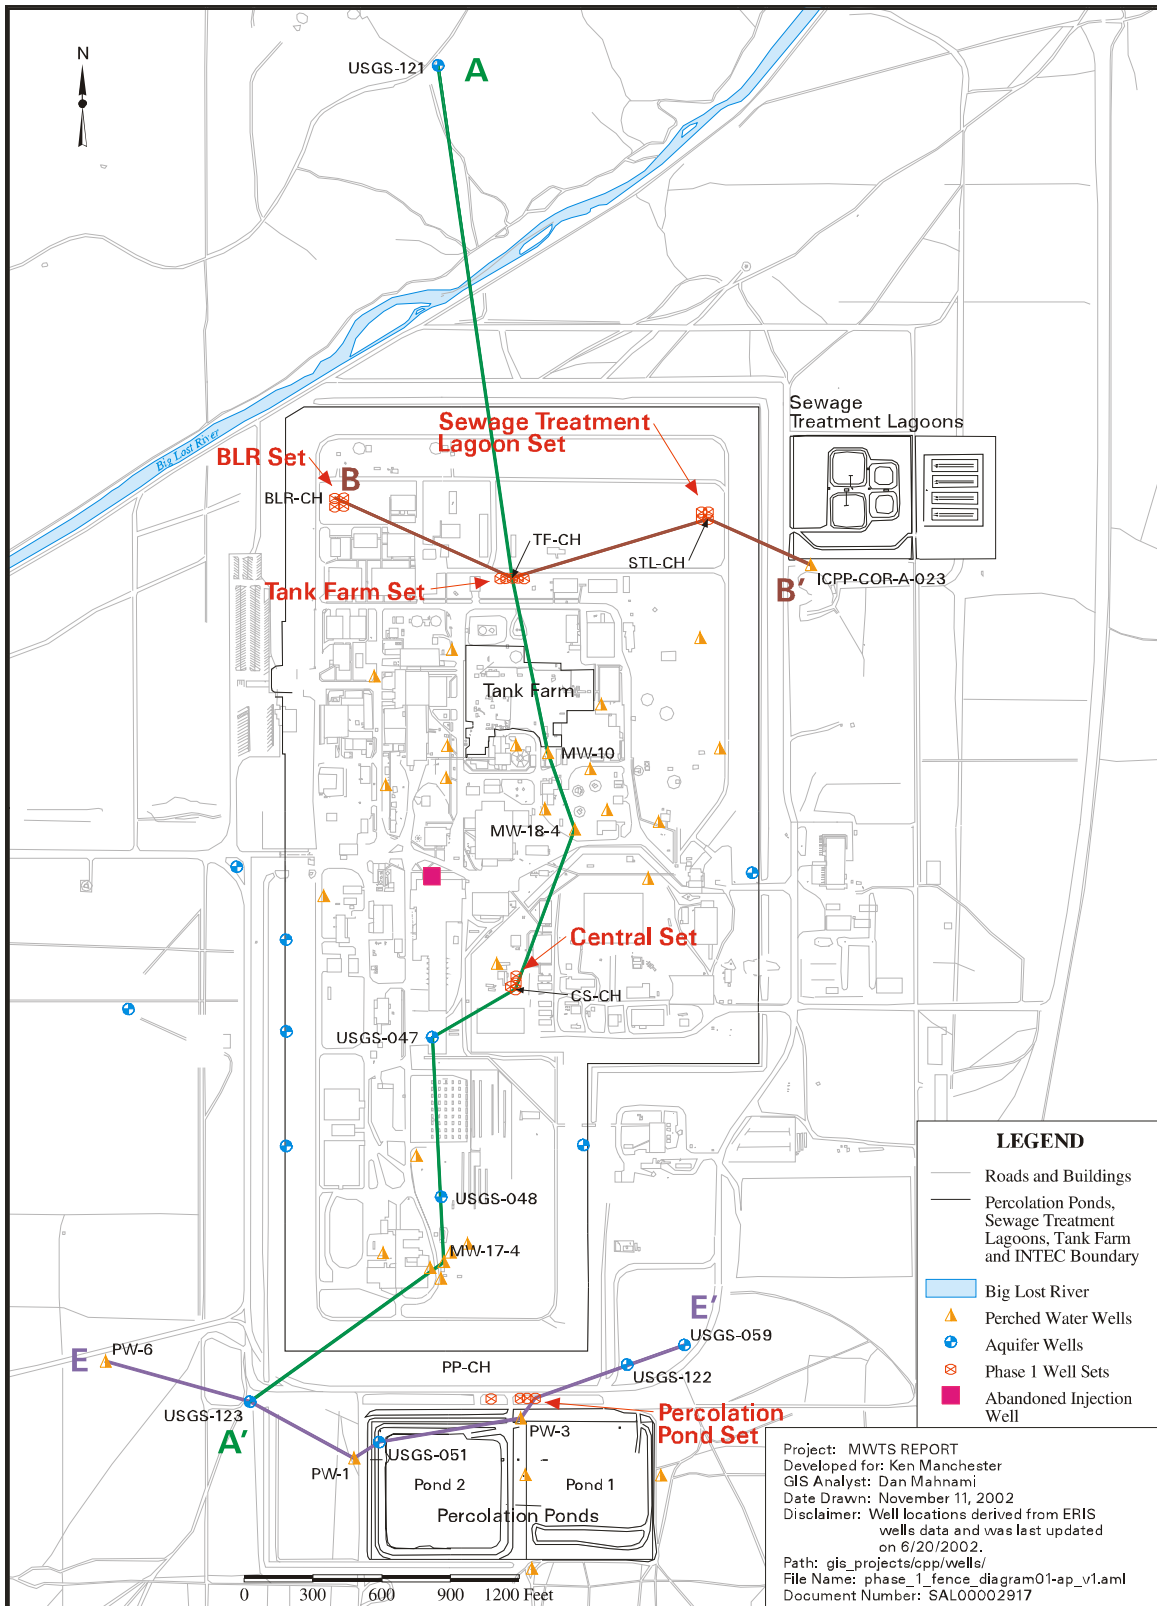 N
USGS-121
A
Big Lost River
Sewage
Treatment Lagoons
Sewage Treatment
Lagoon Set
BLR Set
B
BLR-CH
TF-CH
STL-CH
Tank Farm Set
B'
ICPP-COR-A-023
Tank Farm
MW-10
MW-18-4
Central Set
CS-CH
USGS-047
USGS-048
MW-17-4
E'
USGS-059
PW-6
E
PP-CH
USGS-122
USGS-123
A'
Percolation
Pond Set
PW-3
USGS-051
PW-1
Pond 2
Pond 1
Percolation Ponds
0 300 600 900 1200 Feet
LEGEND
Roads and Buildings
Percolation Ponds,
Sewage Treatment
Lagoons, Tank Farm
and INTEC Boundary
Big Lost River
Perched Water Wells
Aquifer Wells
Phase 1 Well Sets
Abandoned Injection
Well
Project: MWTS REPORT
Developed for: Ken Manchester
GIS Analyst: Dan Mahnami
Date Drawn: November 11, 2002
Disclaimer: Well locations derived from ERIS
wells data and was last updated
on 6/20/2002.
Path: gis_projects/cpp/wells/
File Name: phase_1_fence_diagram01-ap_v1.aml
Document Number: SAL00002917